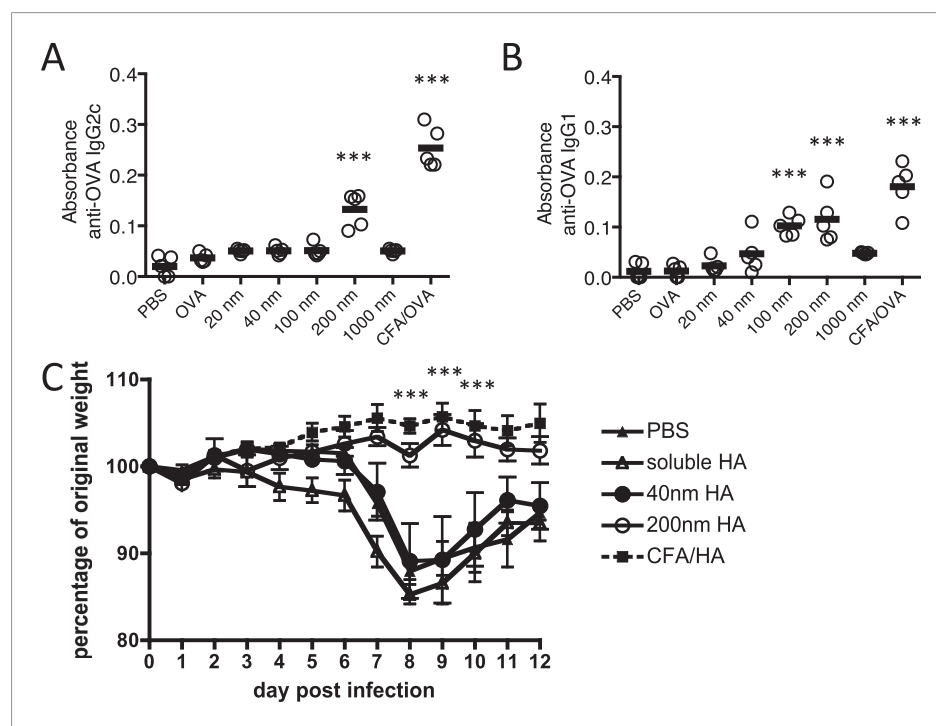 A
Absorbance
anti-OVA IgG2c
0.4
0.3
0.2
0.1
0.0
***
***
PBS
OVA
20 nm
40 nm
100 nm
200 nm
1000 nm
CFA/OVA
B
Absorbance
anti-OVA IgG1
0.4
0.3
0.2
0.1
0.0
***
***
***
PBS
OVA
20 nm
40 nm
100 nm
200 nm
1000 nm
CFA/OVA
C
percentage of original weight
110
100
90
80
***
***
***
0 1 2 3 4 5 6 7 8 9 10 11 12
day post infection
PBS
soluble HA
40nm HA
200nm HA
CFA/HA